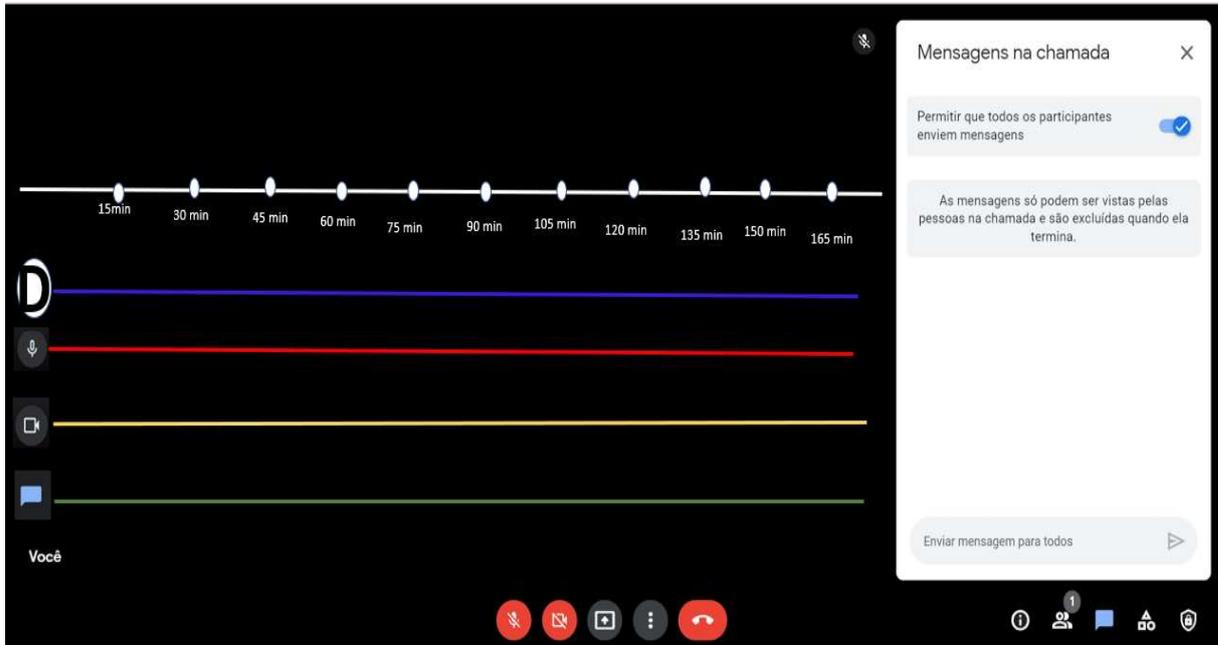 Mensagens na chamada
Permitir que todos os participantes
enviem mensagens
As mensagens só podem ser vistas pelas
pessoas na chamada e são excluídas quando ela
termina.
15min
30 min
45 min
60 min
75 min
90 min
105 min
120 min
135 min
150 min
165 min
D
Enviar mensagem para todos
Você
1